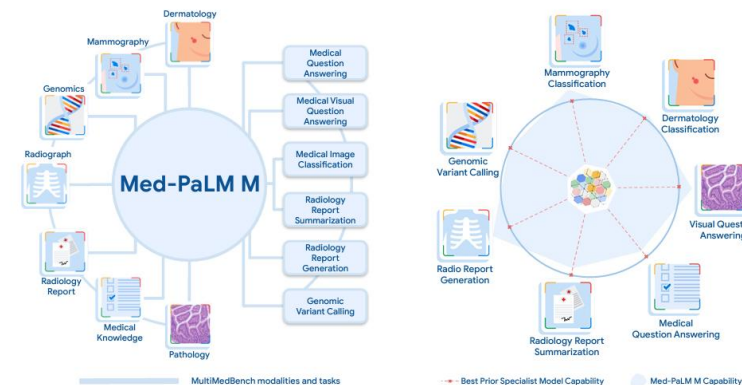 Dermatology
Mammography
Genomics
Radiograph
Radiology
Report
Medical
Knowledge
Pathology
Med-PaLM M
Medical
Question
Answering
Medical Visual
Question
Answering
Medical Image
Classification
Radiology
Report
Summarization
Radiology
Report
Generation
Genomic
Variant Calling
MultiMedBench modalities and tasks
Mammography
Classification
Dermatology
Classification
Genomic
Variant Calling
Visual Quest
Answerin
Radio Report
Generation
Medical
Question Answering
Radiology Report
Summarization
Best Prior Specialist Model Capability
Med-PaLM M Capability